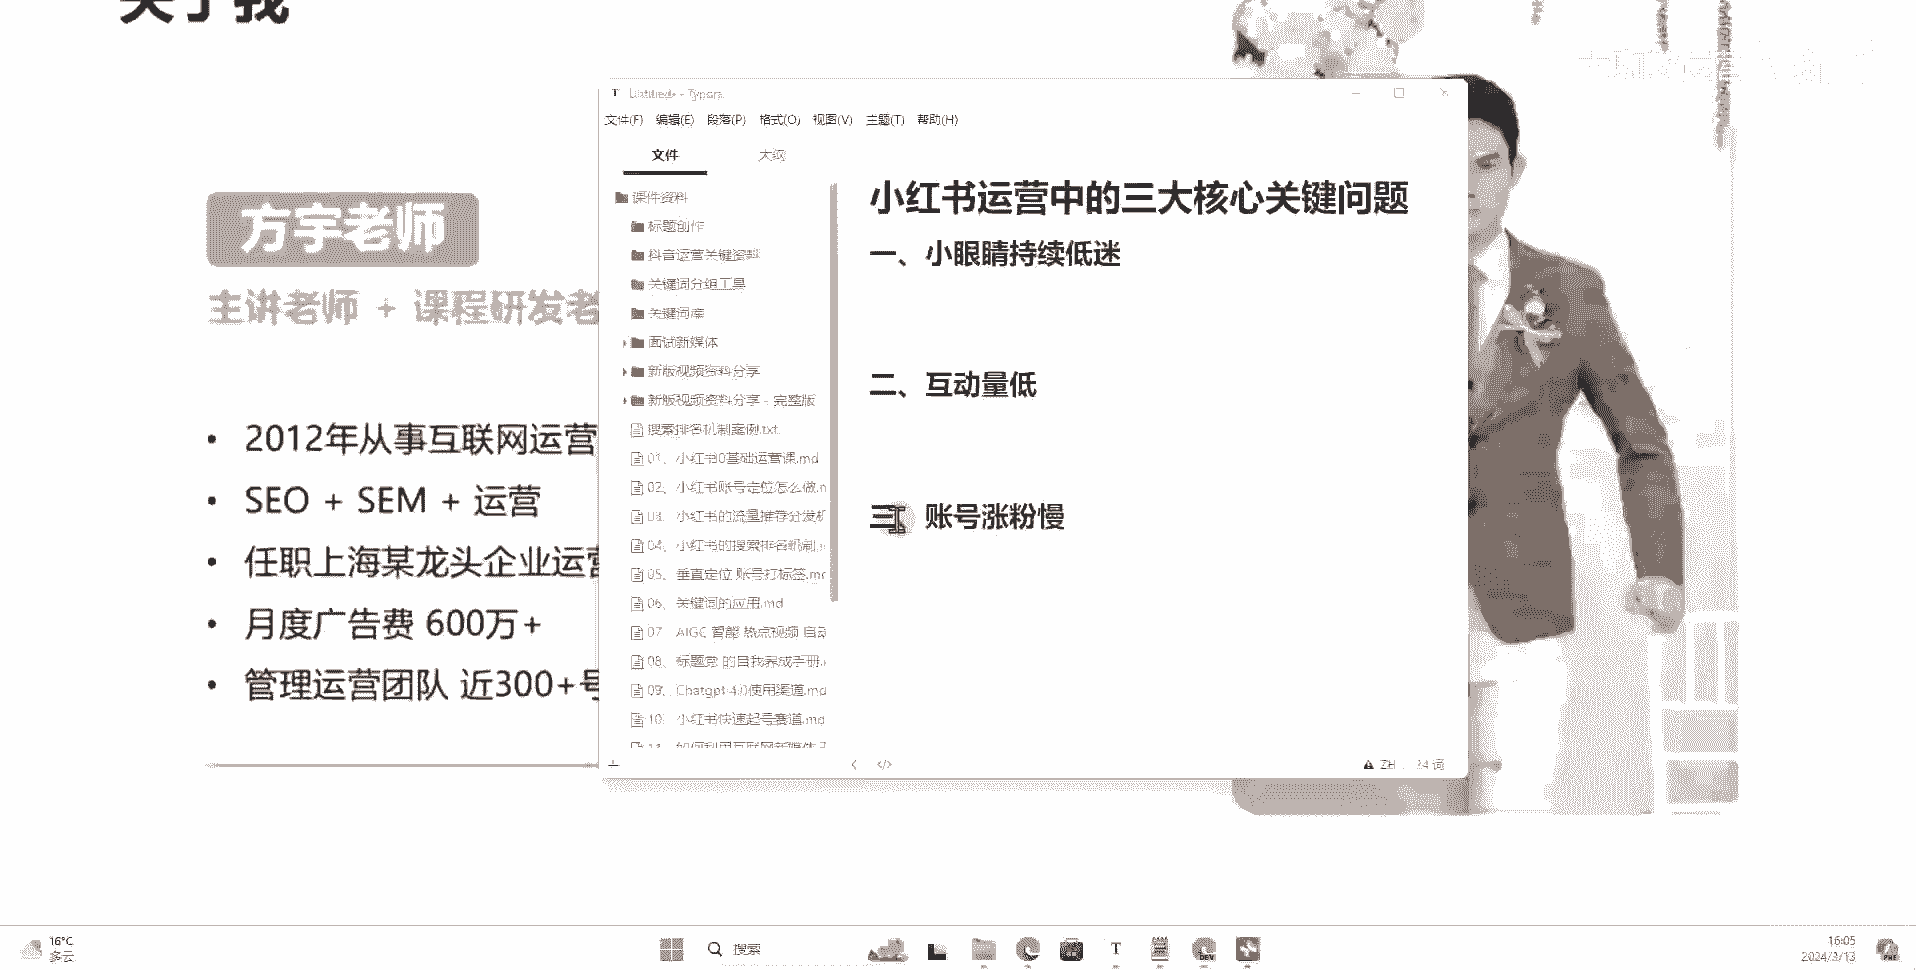 关于我
方宇老师
主讲老师 + 课程研发老
2012年从事互联网运营
SEO + SEM + 运营
任职上海某龙头企业运营
月度广告费 600万+
管理运营团队 近300+号
Untitled• - Typora
文件(F) 编辑(E) 段落(P) 格式(O) 视图(V) 主题(T) 帮助(H)
文件 大纲
课件资料
标题创作
抖音运营关键资料
关键词分组工具
关键词库
面试新媒体
新版视频资料分享
新版视频资料分享 - 完整版
搜索排名机制案例.txt
01、小红书0基础运营课.md
02、小红书账号定位怎么做.m
03、小红书的流量推荐分发机
04、小红书的搜索排名机制.
05、垂直定位 账号打标签.md
06、关键词的应用.md
07、AIGC 智能 热点视频 自动
08、标题党 的自我养成手册.
09、Chatgpt-4.0使用渠道.md
10、小红书快速起号赛道.md
小红书运营中的三大核心关键问题
一、小眼睛持续低迷
二、互动量低
三、账号涨粉慢
ZH 34 词
16°C
多云
搜索
16:05
2024/3/13